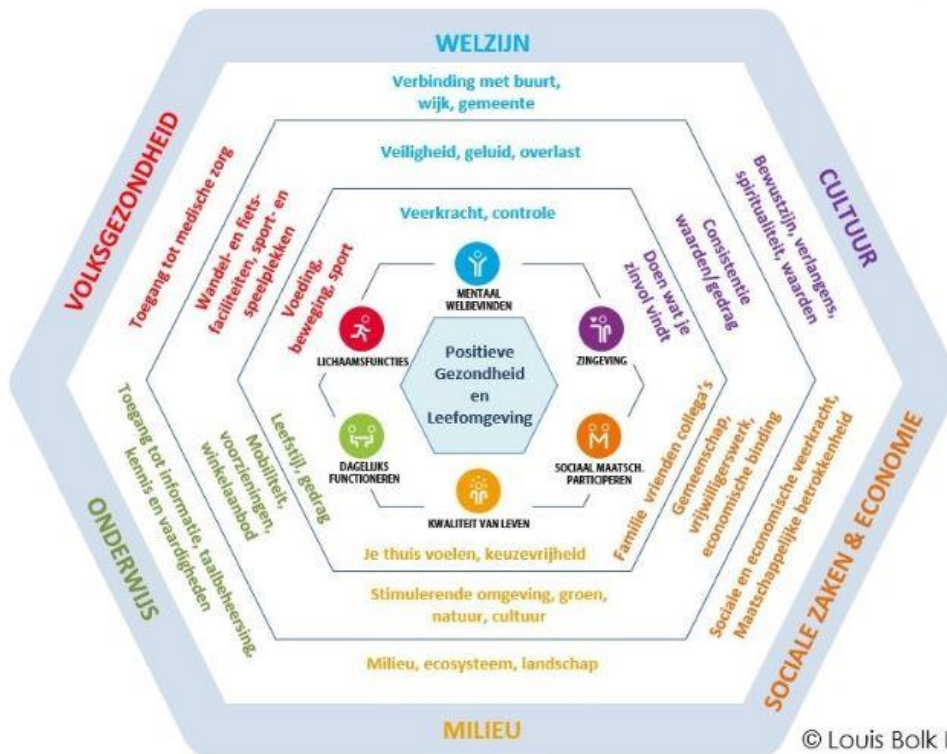 WELZIJN
Verbinding met buurt,
wijk, gemeente
Veiligheid, geluid, overlast
Veerkracht, controle
MENTAAL
WELBEVINDEN
CULTUUR
Bewustzijn, verlangens,
spiritualiteit, waarden
Consistentie
waarden/gedrag
Doen wat je
zinvol vindt
ZINGEVING
SOCIALE ZAKEN & ECONOMIE
Sociale en economische veerkracht,
Maatschappelijke betrokkenheid
Gemeenschap,
vrijwilligerswerk,
economische binding
Familie vrienden collega's
SOCIAAL MAATSCH.
PARTICIPEREN
KWALITEIT VAN LEVEN
Je thuis voelen, keuzevrijheid
Stimulerende omgeving, groen,
natuur, cultuur
Milieu, ecosysteem, landschap
MILIEU
ONDERWIJS
Toegang tot informatie, taalbeheersing,
kennis en vaardigheden
Mobiliteit,
voorzieningen,
winkelaanbod
Leefstijl, gedrag
DAGELIJKS
FUNCTIONEREN
VOLKSGEZONDHEID
Toegang tot medische zorg
Wandel- en fiets-
faciliteiten, sport- en
speelplekken
Voeding,
beweging, sport
LICHAAMSFUNCTIES
Positieve
Gezondheid
en
Leefomgeving
© Louis Bolk